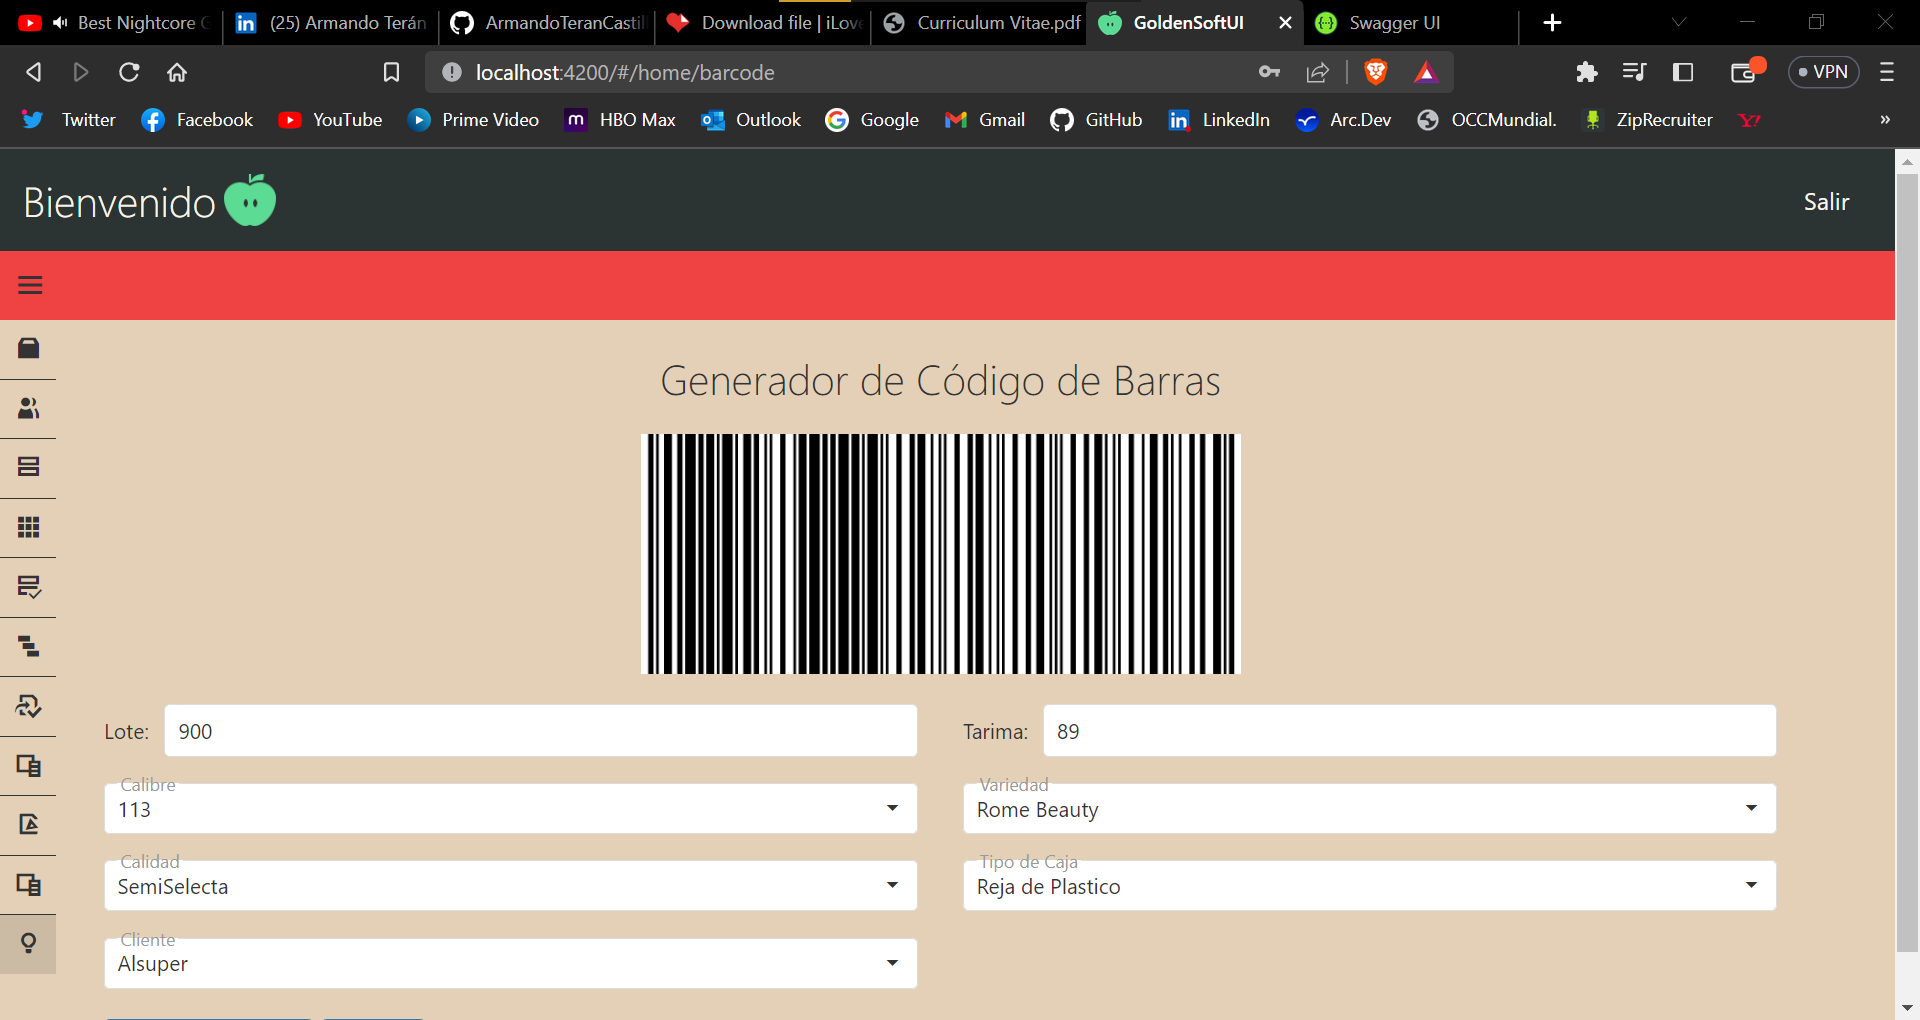 Best Nightcore
(25) Armando Terán
ArmandoTeranCastil
Download file | iLov
Curriculum Vitae.pdf
GoldenSoftUI
Swagger UI
localhost:4200/#/home/barcode
VPN
Twitter
Facebook
YouTube
Prime Video
HBO Max
Outlook
Google
Gmail
GitHub
LinkedIn
Arc.Dev
OCCMundial.
ZipRecruiter
»
Bienvenido
Salir
Generador de Código de Barras
Lote: 900
Tarima: 89
Calibre
113
Variedad
Rome Beauty
Calidad
SemiSelecta
Tipo de Caja
Reja de Plastico
Cliente
Alsuper